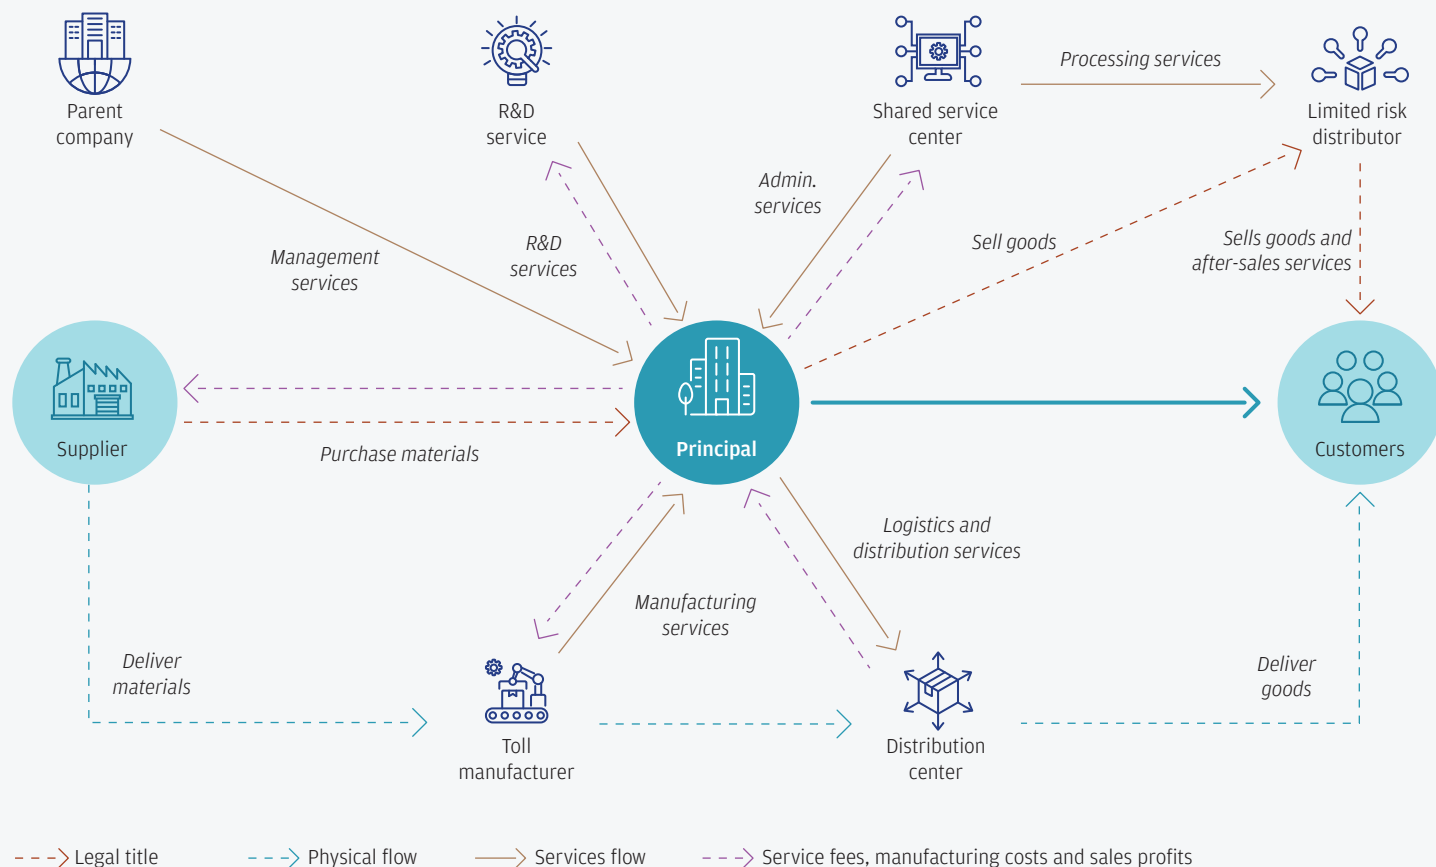 Parent
company
R&D
service
Shared service
center
Processing services
Limited risk
distributor
Admin.
services
Management
services
R&D
services
Sell goods
Sells goods and
after-sales services
Supplier
Purchase materials
Principal
Customers
Logistics and
distribution services
Manufacturing
services
Deliver
materials
Deliver
goods
Toll
manufacturer
Distribution
center
Legal title
Physical flow
Services flow
Service fees, manufacturing costs and sales profits